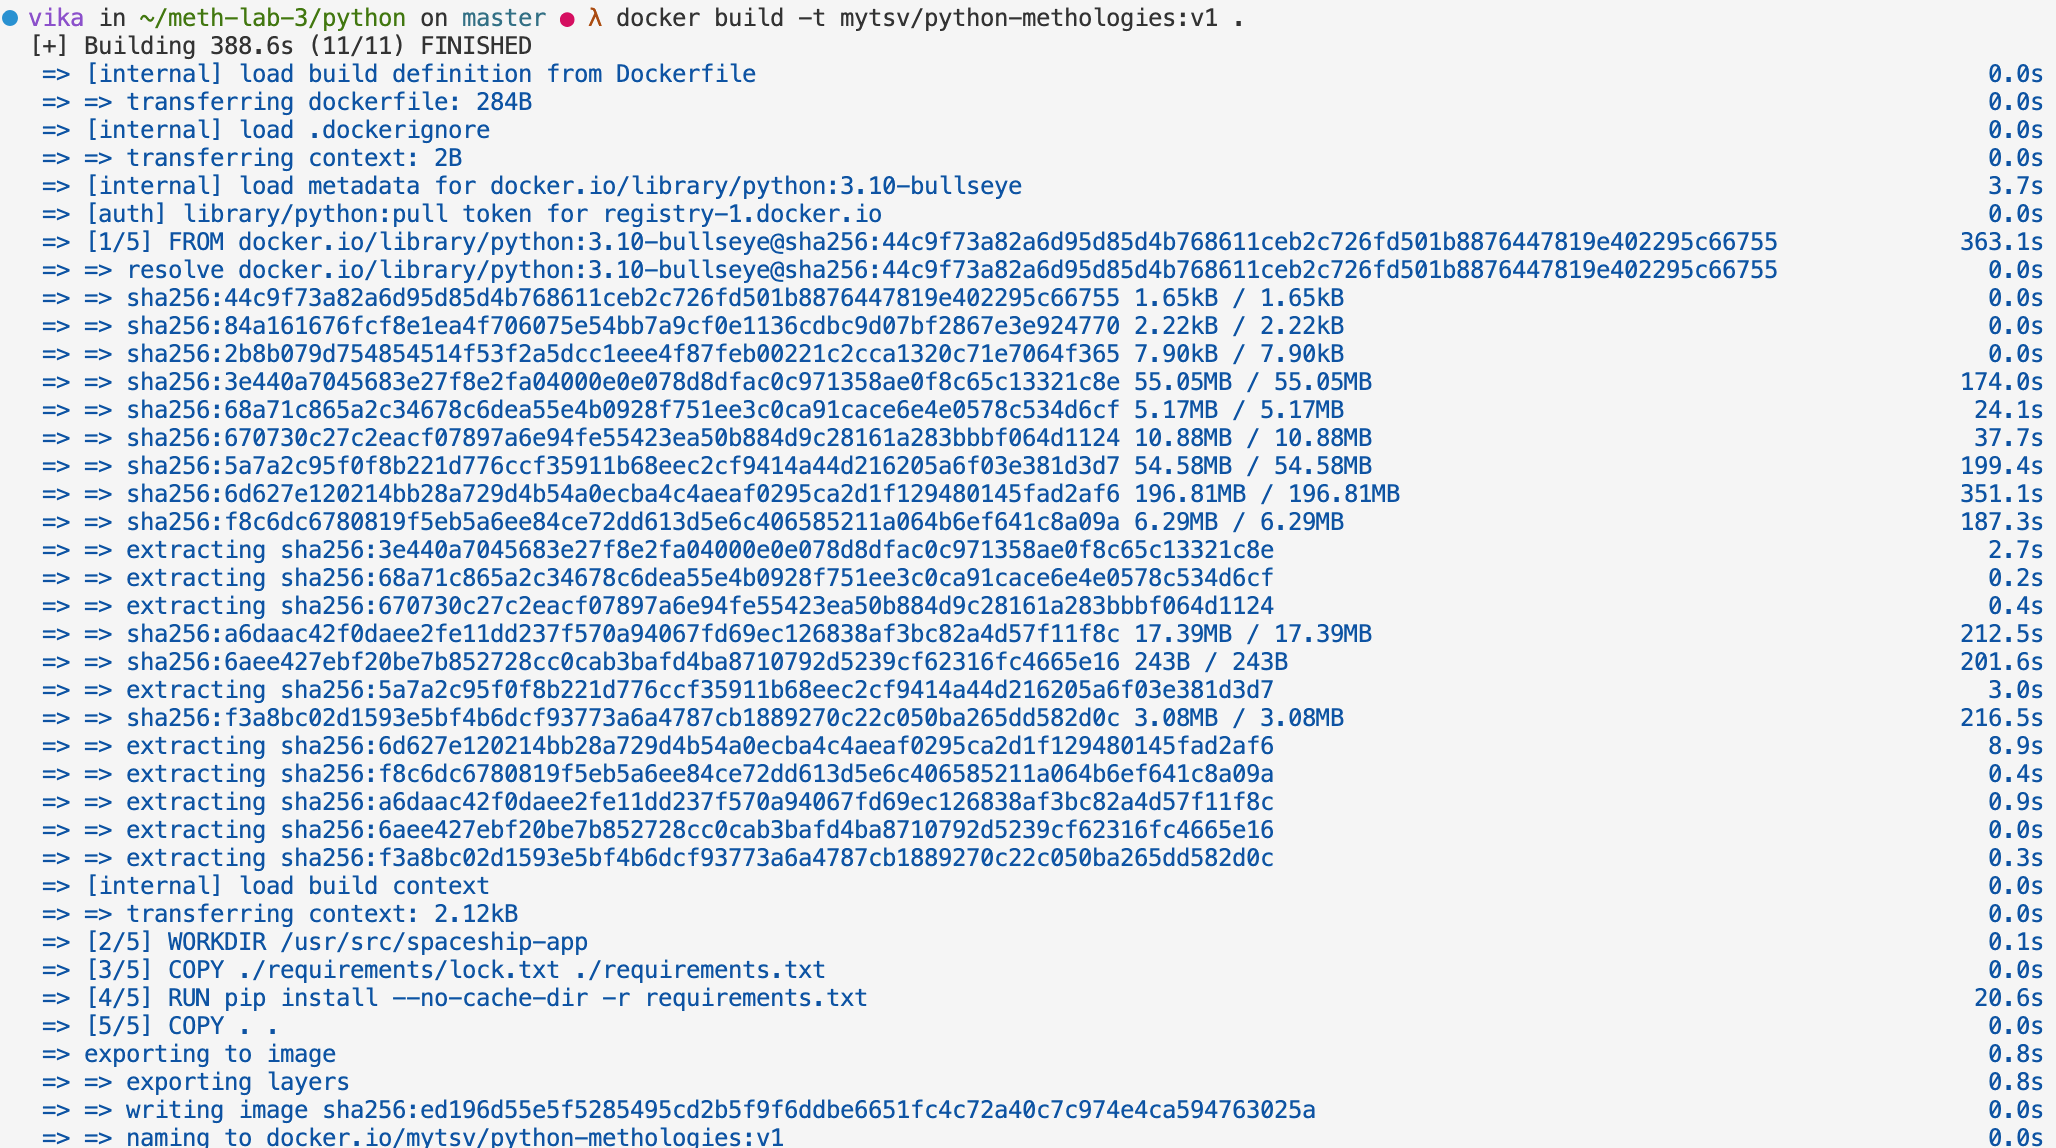 vika in ~/meth-lab-3/python on master ● λ docker build -t mytsv/python-methologies:v1 .
[+] Building 388.6s (11/11) FINISHED
=> [internal] load build definition from Dockerfile 0.0s
=> => transferring dockerfile: 284B 0.0s
=> [internal] load .dockerignore 0.0s
=> => transferring context: 2B 0.0s
=> [internal] load metadata for docker.io/library/python:3.10-bullseye 3.7s
=> [auth] library/python:pull token for registry-1.docker.io 0.0s
=> [1/5] FROM docker.io/library/python:3.10-bullseye@sha256:44c9f73a82a6d95d85d4b768611ceb2c726fd501b8876447819e402295c66755 363.1s
=> => resolve docker.io/library/python:3.10-bullseye@sha256:44c9f73a82a6d95d85d4b768611ceb2c726fd501b8876447819e402295c66755 0.0s
=> => sha256:44c9f73a82a6d95d85d4b768611ceb2c726fd501b8876447819e402295c66755 1.65kB / 1.65kB 0.0s
=> => sha256:84a161676fcf8e1ea4f706075e54bb7a9cf0e1136cdbc9d07bf2867e3e924770 2.22kB / 2.22kB 0.0s
=> => sha256:2b8b079d754854514f53f2a5dcc1eee4f87feb00221c2cca1320c71e7064f365 7.90kB / 7.90kB 0.0s
=> => sha256:3e440a7045683e27f8e2fa04000e0e078d8dfac0c971358ae0f8c65c13321c8e 55.05MB / 55.05MB 174.0s
=> => sha256:68a71c865a2c34678c6dea55e4b0928f751ee3c0ca91cace6e4e0578c534d6cf 5.17MB / 5.17MB 24.1s
=> => sha256:670730c27c2eacf07897a6e94fe55423ea50b884d9c28161a283bbbf064d1124 10.88MB / 10.88MB 37.7s
=> => sha256:5a7a2c95f0f8b221d776ccf35911b68eec2cf9414a44d216205a6f03e381d3d7 54.58MB / 54.58MB 199.4s
=> => sha256:6d627e120214bb28a729d4b54a0ecba4c4aeaf0295ca2d1f129480145fad2af6 196.81MB / 196.81MB 351.1s
=> => sha256:f8c6dc6780819f5eb5a6ee84ce72dd613d5e6c406585211a064b6ef641c8a09a 6.29MB / 6.29MB 187.3s
=> => extracting sha256:3e440a7045683e27f8e2fa04000e0e078d8dfac0c971358ae0f8c65c13321c8e 2.7s
=> => extracting sha256:68a71c865a2c34678c6dea55e4b0928f751ee3c0ca91cace6e4e0578c534d6cf 0.2s
=> => extracting sha256:670730c27c2eacf07897a6e94fe55423ea50b884d9c28161a283bbbf064d1124 0.4s
=> => sha256:a6daac42f0daee2fe11dd237f570a94067fd69ec126838af3bc82a4d57f11f8c 17.39MB / 17.39MB 212.5s
=> => sha256:6aee427ebf20be7b852728cc0cab3bafd4ba8710792d5239cf62316fc4665e16 243B / 243B 201.6s
=> => extracting sha256:5a7a2c95f0f8b221d776ccf35911b68eec2cf9414a44d216205a6f03e381d3d7 3.0s
=> => sha256:f3a8bc02d1593e5bf4b6dcf93773a6a4787cb1889270c22c050ba265dd582d0c 3.08MB / 3.08MB 216.5s
=> => extracting sha256:6d627e120214bb28a729d4b54a0ecba4c4aeaf0295ca2d1f129480145fad2af6 8.9s
=> => extracting sha256:f8c6dc6780819f5eb5a6ee84ce72dd613d5e6c406585211a064b6ef641c8a09a 0.4s
=> => extracting sha256:a6daac42f0daee2fe11dd237f570a94067fd69ec126838af3bc82a4d57f11f8c 0.9s
=> => extracting sha256:6aee427ebf20be7b852728cc0cab3bafd4ba8710792d5239cf62316fc4665e16 0.0s
=> => extracting sha256:f3a8bc02d1593e5bf4b6dcf93773a6a4787cb1889270c22c050ba265dd582d0c 0.3s
=> [internal] load build context 0.0s
=> => transferring context: 2.12kB 0.0s
=> [2/5] WORKDIR /usr/src/spaceship-app 0.1s
=> [3/5] COPY ./requirements/lock.txt ./requirements.txt 0.0s
=> [4/5] RUN pip install --no-cache-dir -r requirements.txt 20.6s
=> [5/5] COPY . . 0.0s
=> exporting to image 0.8s
=> => exporting layers 0.8s
=> => writing image sha256:ed196d55e5f5285495cd2b5f9f6ddbe6651fc4c72a40c7c974e4ca594763025a 0.0s
=> => naming to docker.io/mytsv/python-methologies:v1 0.0s